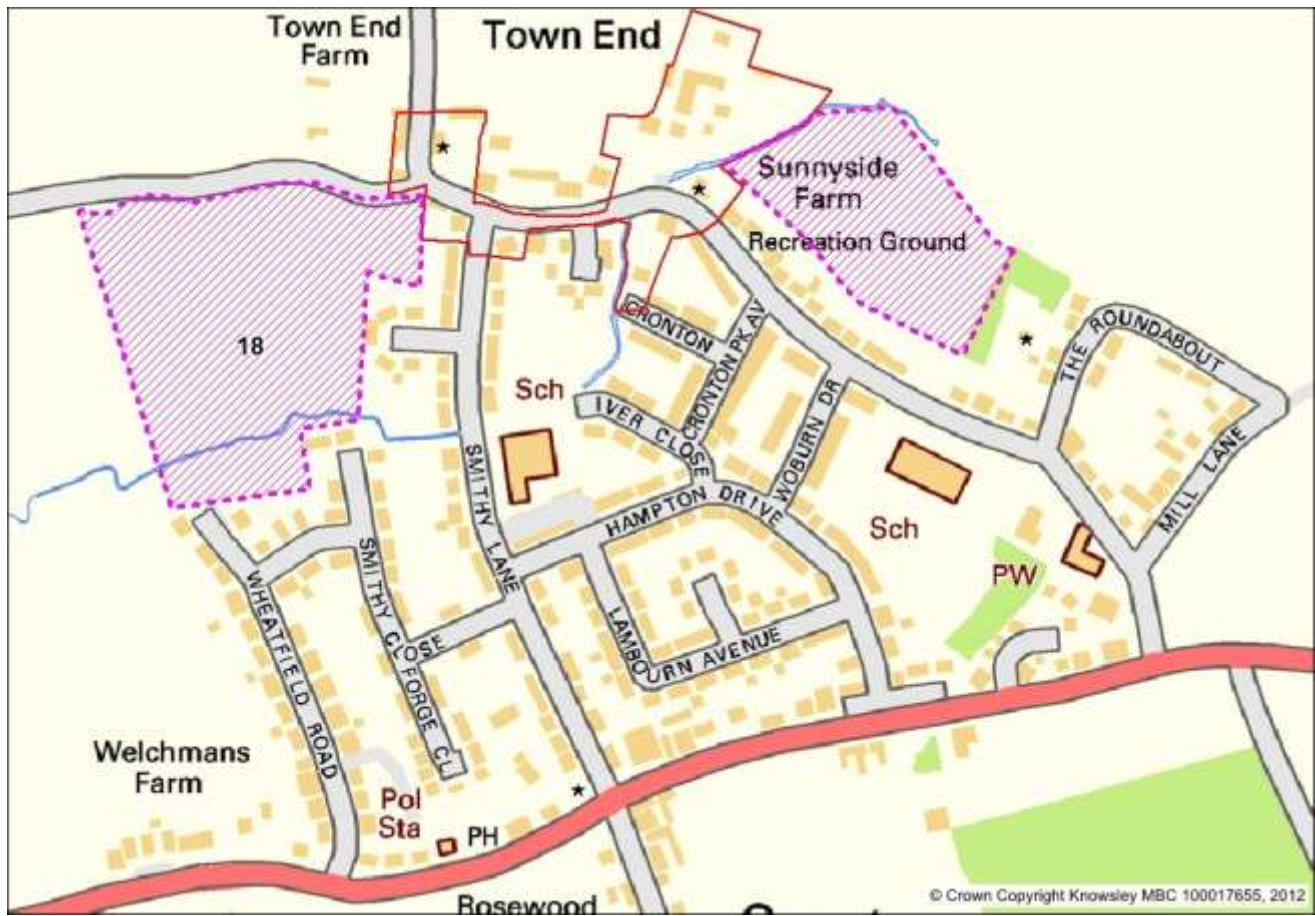 Town End
Farm
Town End
Sunnyside
Farm
Recreation Ground
18
CRONTON
CRONTON PK AV
THE ROUNDABOUT
Sch
IVER CLOSE
WOBURN DR
MILL LANE
SMITHY LANE
HAMPTON DRIVE
Sch
PW
SMITHY CLOSE
WHEATFIELD ROAD
LAMBOURN AVENUE
FORGE CL
Welchmans
Farm
Pol
Sta
PH
Rosewood
© Crown Copyright Knowsley MBC 100017655, 2012